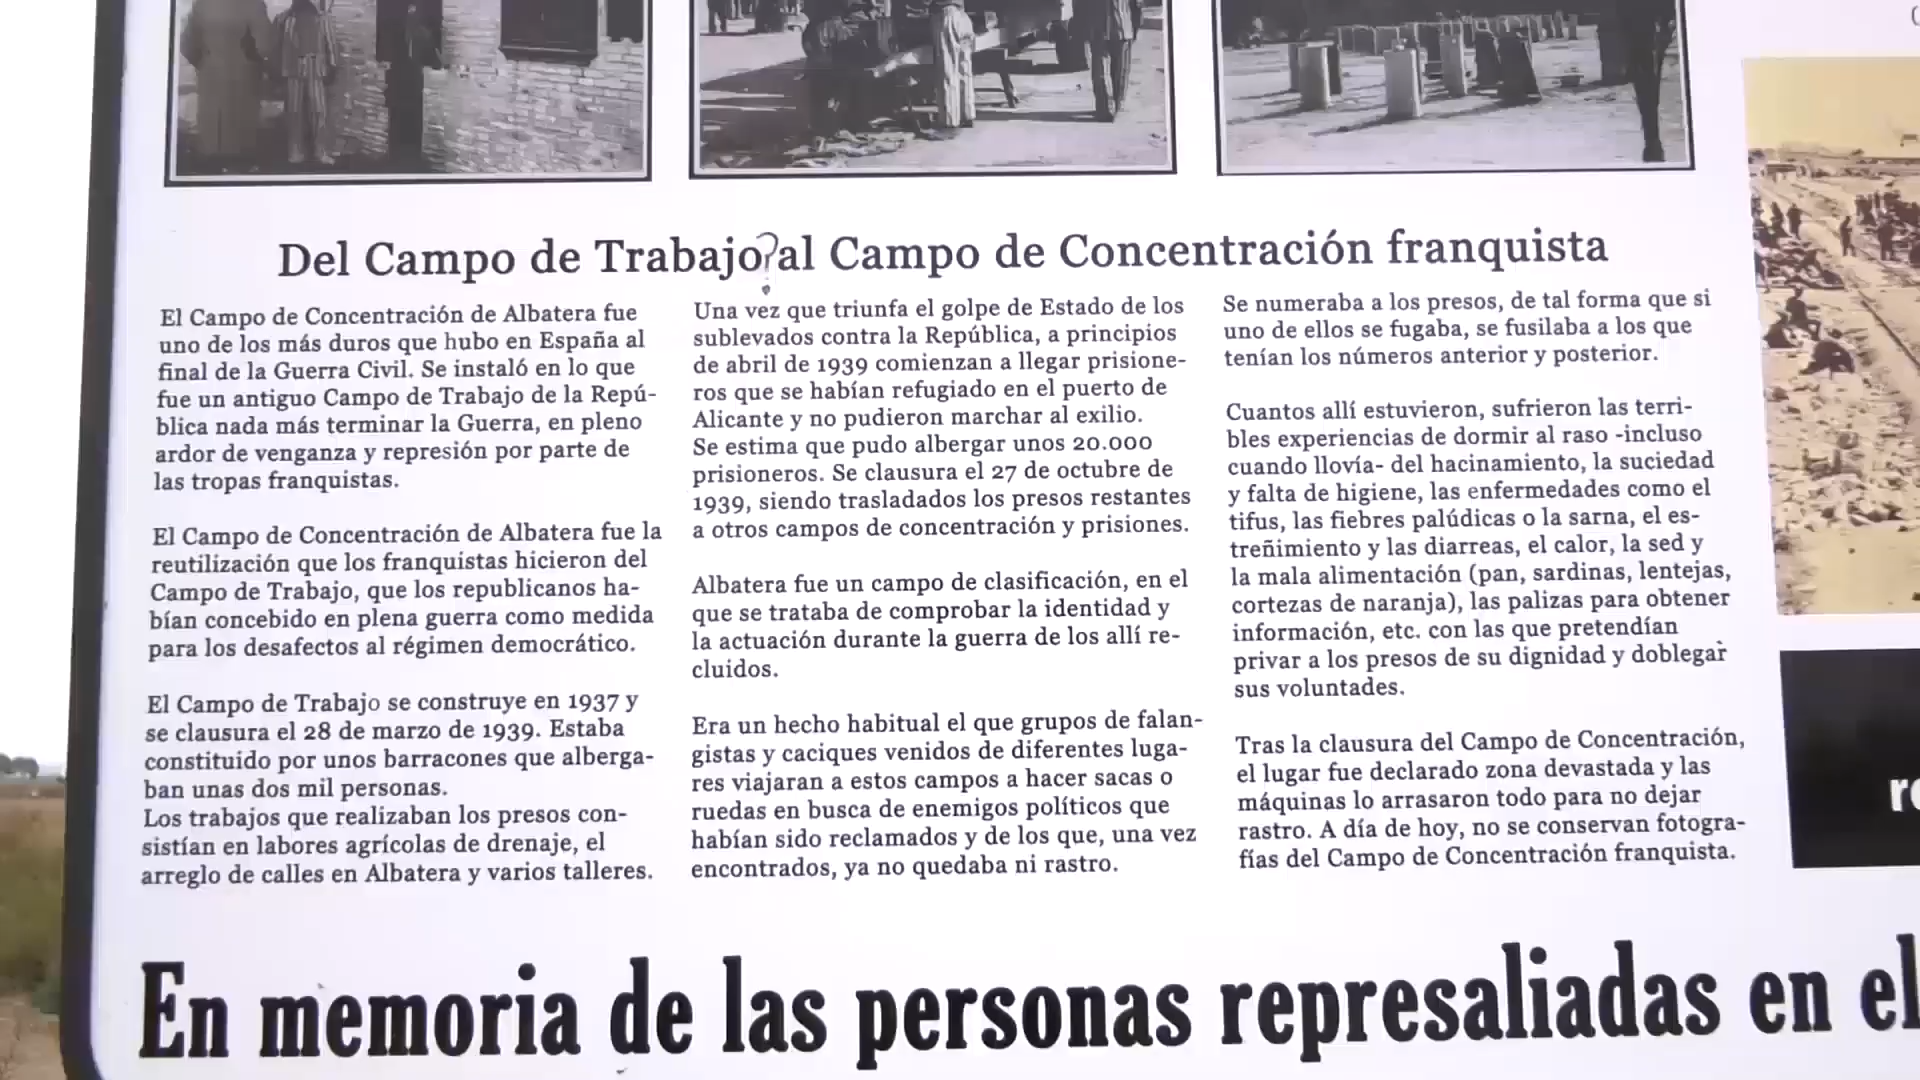 Del Campo de Trabajo?al Campo de Concentración franquista
El Campo de Concentración de Albatera fue
uno de los más duros que hubo en España al
final de la Guerra Civil. Se instaló en lo que
fue un antiguo Campo de Trabajo de la Repú-
blica nada más terminar la Guerra, en pleno
ardor de venganza y represión por parte de
las tropas franquistas.
El Campo de Concentración de Albatera fue la
reutilización que los franquistas hicieron del
Campo de Trabajo, que los republicanos ha-
bían concebido en plena guerra como medida
para los desafectos al régimen democrático.
El Campo de Trabajo se construye en 1937 y
se clausura el 28 de marzo de 1939. Estaba
constituido por unos barracones que alberga-
ban unas dos mil personas.
Los trabajos que realizaban los presos con-
sistían en labores agrícolas de drenaje, el
arreglo de calles en Albatera y varios talleres.
Una vez que triunfa el golpe de Estado de los
sublevados contra la República, a principios
de abril de 1939 comienzan a llegar prisione-
ros que se habían refugiado en el puerto de
Alicante y no pudieron marchar al exilio.
Se estima que pudo albergar unos 20.000
prisioneros. Se clausura el 27 de octubre de
1939, siendo trasladados los presos restantes
a otros campos de concentración y prisiones.
Albatera fue un campo de clasificación, en el
que se trataba de comprobar la identidad y
la actuación durante la guerra de los allí re-
cluidos.
Era un hecho habitual el que grupos de falan-
gistas y caciques venidos de diferentes luga-
res viajaran a estos campos a hacer sacas o
ruedas en busca de enemigos políticos que
habían sido reclamados y de los que, una vez
encontrados, ya no quedaba ni rastro.
Se numeraba a los presos, de tal forma que si
uno de ellos se fugaba, se fusilaba a los que
tenían los números anterior y posterior.
Cuantos allí estuvieron, sufrieron las terri-
bles experiencias de dormir al raso -incluso
cuando llovía- del hacinamiento, la suciedad
y falta de higiene, las enfermedades como el
tifus, las fiebres palúdicas o la sarna, el es-
treñimiento y las diarreas, el calor, la sed y
la mala alimentación (pan, sardinas, lentejas,
cortezas de naranja), las palizas para obtener
información, etc. con las que pretendían
privar a los presos de su dignidad y doblegar
sus voluntades.
Tras la clausura del Campo de Concentración,
el lugar fue declarado zona devastada y las
máquinas lo arrasaron todo para no dejar
rastro. A día de hoy, no se conservan fotogra-
fías del Campo de Concentración franquista.
En memoria de las personas represaliadas en el